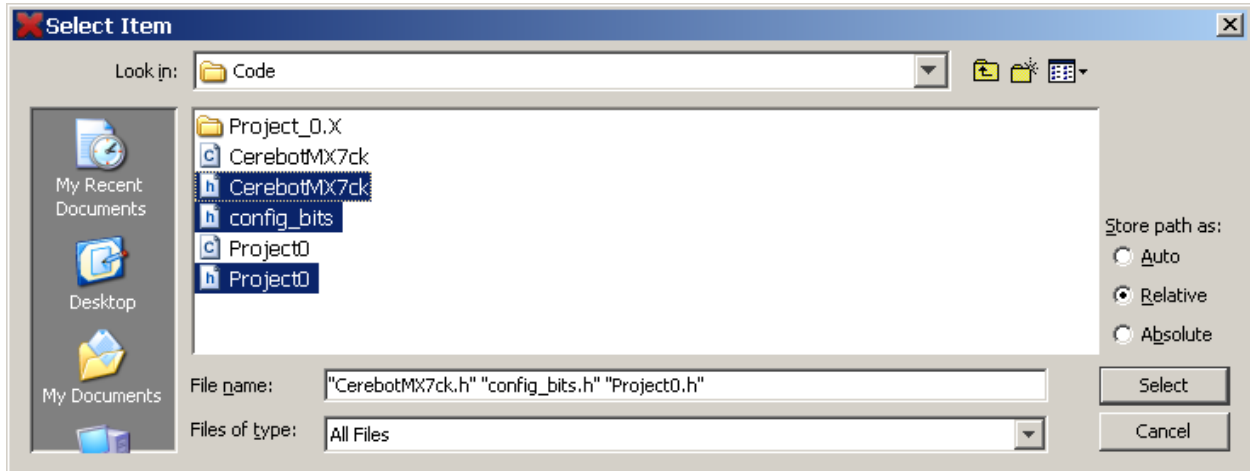 Select Item
Look in: Code
Project_0.X
CerebotMX7ck
CerebotMX7ck
config_bits
Project0
Project0
My Recent
Documents
Desktop
My Documents
Store path as:
Auto
Relative
Absolute
File name: "CerebotMX7ck.h" "config_bits.h" "Project0.h"
Select
Files of type: All Files
Cancel